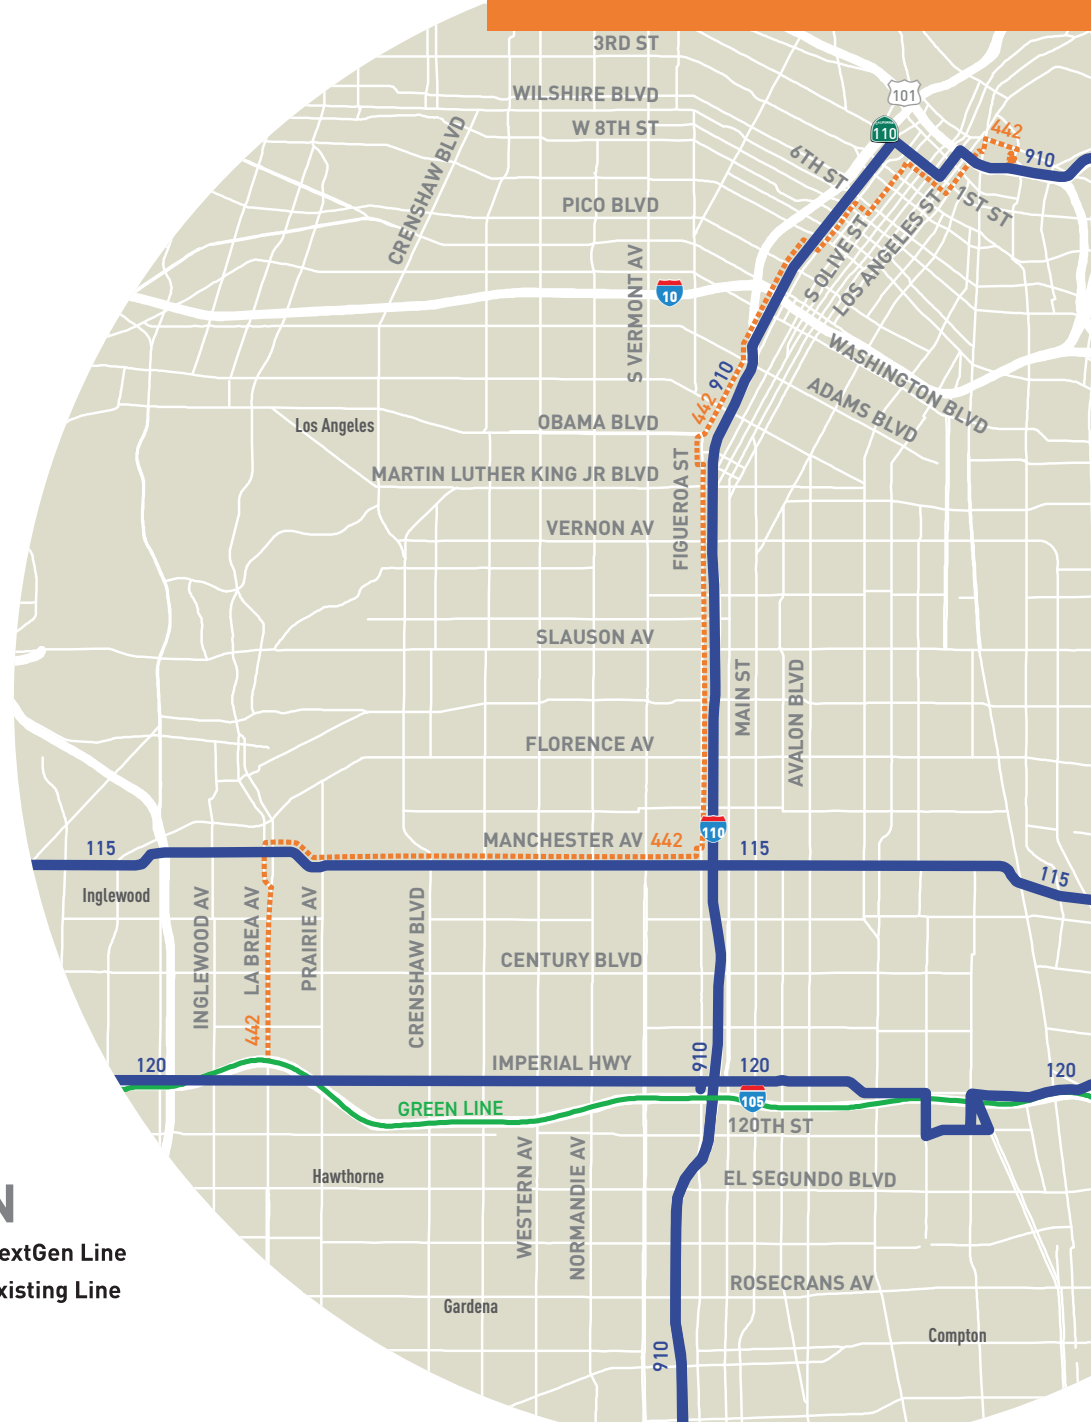 3RD ST
WILSHIRE BLVD
101
W 8TH ST
110
442
910
CRENSHAW BLVD
6TH ST
PICO BLVD
1ST ST
S OLIVE ST
LOS ANGELES ST
S VERMONT AV
10
WASHINGTON BLVD
442
910
ADAMS BLVD
Los Angeles
OBAMA BLVD
MARTIN LUTHER KING JR BLVD
FIGUEROA ST
VERNON AV
SLAUSON AV
MAIN ST
AVALON BLVD
FLORENCE AV
110
115
MANCHESTER AV 442
115
115
Inglewood
INGLEWOOD AV
LA BREA AV
PRAIRIE AV
CRENSHAW BLVD
CENTURY BLVD
442
120
IMPERIAL HWY
910
120
120
GREEN LINE
105
120TH ST
Hawthorne
WESTERN AV
NORMANDIE AV
EL SEGUNDO BLVD
N
extGen Line
xisting Line
ROSECRANS AV
Gardena
910
Compton